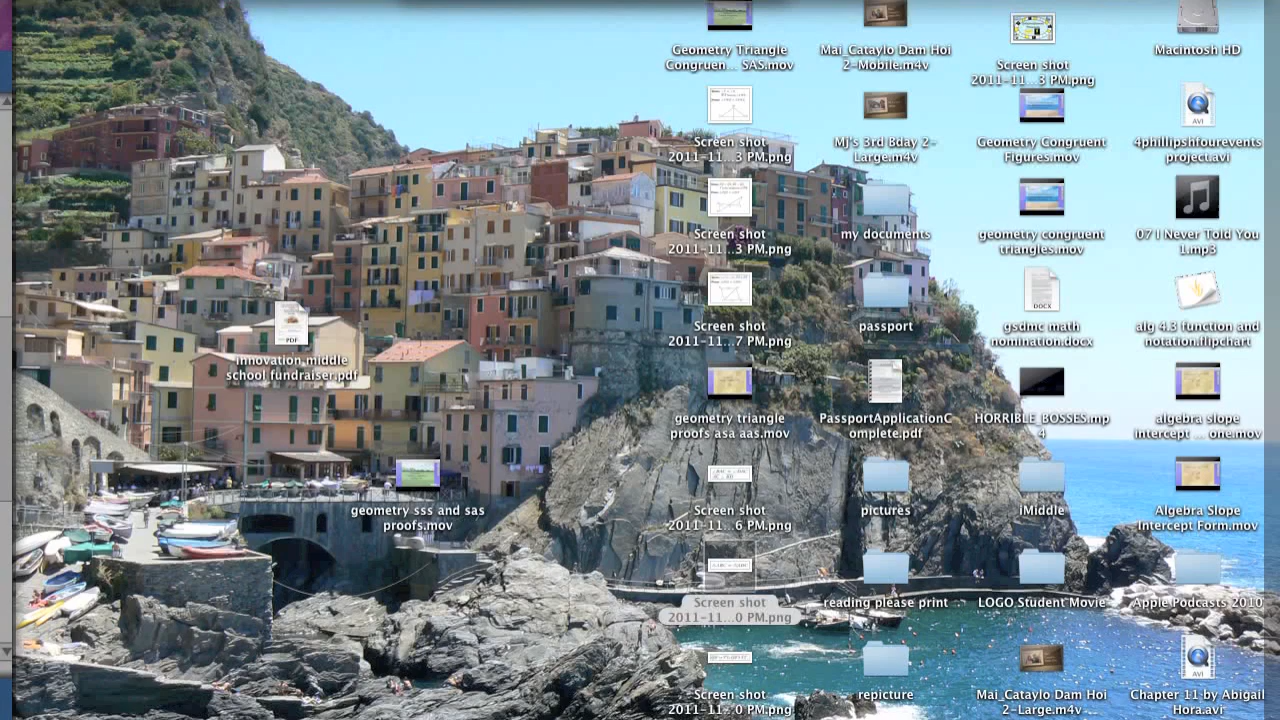 Geometry Triangle
Congruen... SAS.mov
Mai_Cataylo Dam Hoi
2-Mobile.m4v
Screen shot
2011-11...3 PM.png
Macintosh HD
Screen shot
2011-11...3 PM.png
Mj's 3rd Bday 2-
Large.m4v
Geometry Congruent
Figures.mov
AVI
4phillipshfourevents
project.avi
Screen shot
2011-11...3 PM.png
my documents
geometry congruent
triangles.mov
07 I Never Told You
1.mp3
PDF
innovation middle
school fundraiser.pdf
Screen shot
2011-11...7 PM.png
passport
DOCX
gsdmc math
nomination.docx
alg 4.3 function and
notation.flipchart
geometry triangle
proofs asa aas.mov
PassportApplicationC
omplete.pdf
HORRIBLE_BOSSES.mp
4
algebra slope
intercept ... one.mov
geometry sss and sas
proofs.mov
Screen shot
2011-11...6 PM.png
pictures
iMiddle
Algebra Slope
Intercept Form.mov
Screen shot
2011-11...0 PM.png
reading please print
LOGO Student Movie
Apple Podcasts 2010
Screen shot
2011-11...0 PM.png
repicture
Mai_Cataylo Dam Hoi
2-Large.m4v
AVI
Chapter 11 by Abigail
Hora.avi